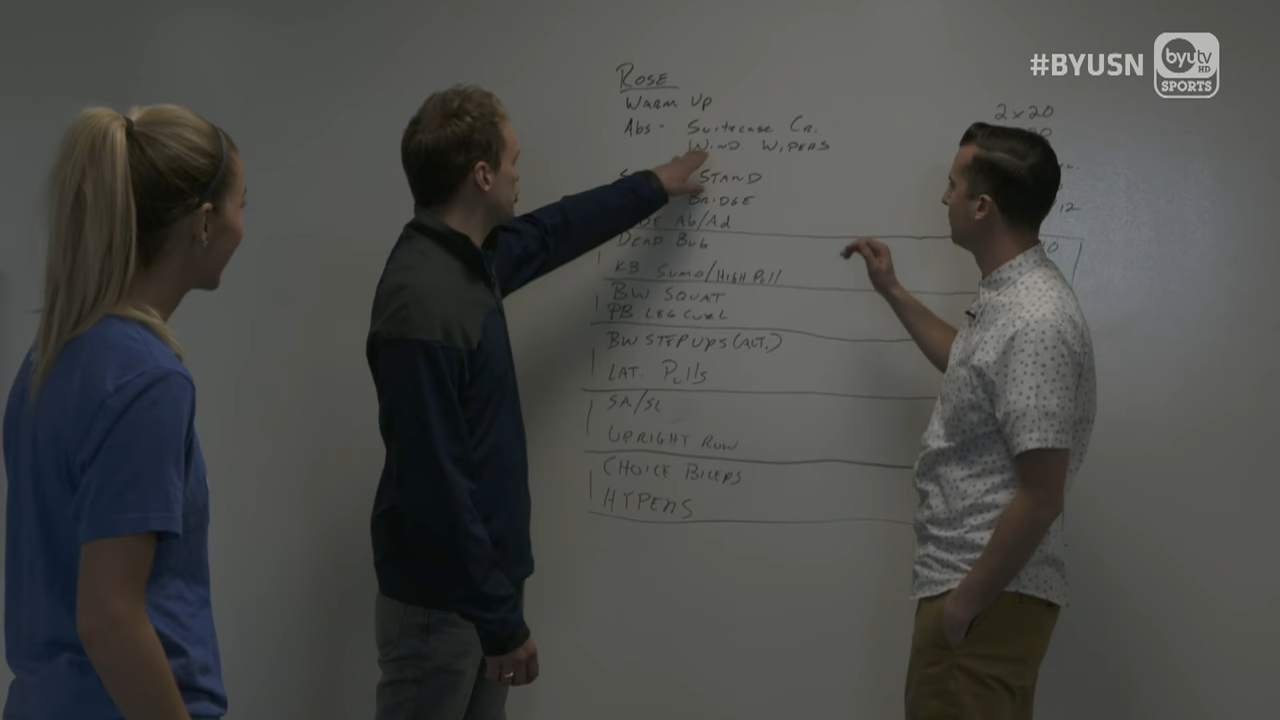 #BYUSN
byutv
HD
SPORTS
ROSE
WARM UP
2x20
Abs - Suitcase Cr.
WIND. WIPERS
STAND
BRIDGE
12
Ab/Ad
DEAD BUG
KB SUMO/HIGH Pull
BW SQUAT
PB LEG CURL
BW STEP UPS (ALT.)
LAT. Pulls
SA/SL
UPRIGHT ROW
CHOICE BICEPS
HYPERS